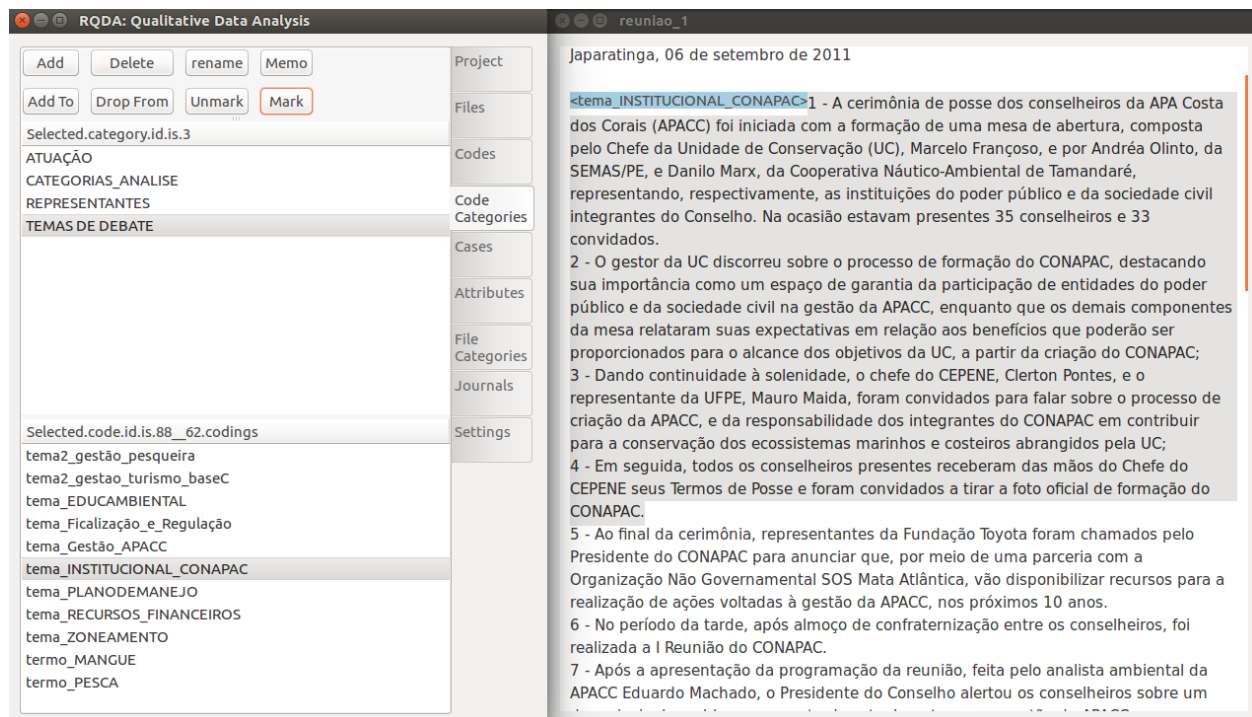 RQDA: Qualitative Data Analysis
Add Delete rename Memo
Add To Drop From Unmark Mark
Selected.category.id.is.3
ATUAÇÃO
CATEGORIAS_ANALISE
REPRESENTANTES
TEMAS DE DEBATE
Selected.code.id.is.88__62.codings
tema2_gestão_pesqueira
tema2_gestao_turismo_baseC
tema_EDUCAMBIENTAL
tema_Ficalização_e_Regulação
tema_Gestão_APACC
tema_INSTITUCIONAL_CONAPAC
tema_PLANODEMANEJO
tema_RECURSOS_FINANCEIROS
tema_ZONEAMENTO
termo_MANGUE
termo_PESCA
Project
Files
Codes
Code
Categories
Cases
Attributes
File
Categories
Journals
Settings
reuniao_1
Japaratinga, 06 de setembro de 2011
<tema_INSTITUCIONAL_CONAPAC>1 - A cerimônia de posse dos conselheiros da APA Costa
dos Corais (APACC) foi iniciada com a formação de uma mesa de abertura, composta
pelo Chefe da Unidade de Conservação (UC), Marcelo Françoso, e por Andréa Olinto, da
SEMAS/PE, e Danilo Marx, da Cooperativa Náutico-Ambiental de Tamandaré,
representando, respectivamente, as instituições do poder público e da sociedade civil
integrantes do Conselho. Na ocasião estavam presentes 35 conselheiros e 33
convidados.
2 - O gestor da UC discorreu sobre o processo de formação do CONAPAC, destacando
sua importância como um espaço de garantia da participação de entidades do poder
público e da sociedade civil na gestão da APACC, enquanto que os demais componentes
da mesa relataram suas expectativas em relação aos benefícios que poderão ser
proporcionados para o alcance dos objetivos da UC, a partir da criação do CONAPAC;
3 - Dando continuidade à solenidade, o chefe do CEPENE, Clerton Pontes, e o
representante da UFPE, Mauro Maida, foram convidados para falar sobre o processo de
criação da APACC, e da responsabilidade dos integrantes do CONAPAC em contribuir
para a conservação dos ecossistemas marinhos e costeiros abrangidos pela UC;
4 - Em seguida, todos os conselheiros presentes receberam das mãos do Chefe do
CEPENE seus Termos de Posse e foram convidados a tirar a foto oficial de formação do
CONAPAC.
5 - Ao final da cerimônia, representantes da Fundação Toyota foram chamados pelo
Presidente do CONAPAC para anunciar que, por meio de uma parceria com a
Organização Não Governamental SOS Mata Atlântica, vão disponibilizar recursos para a
realização de ações voltadas à gestão da APACC, nos próximos 10 anos.
6 - No período da tarde, após almoço de confraternização entre os conselheiros, foi
realizada a I Reunião do CONAPAC.
7 - Após a apresentação da programação da reunião, feita pelo analista ambiental da
APACC Eduardo Machado, o Presidente do Conselho alertou os conselheiros sobre um